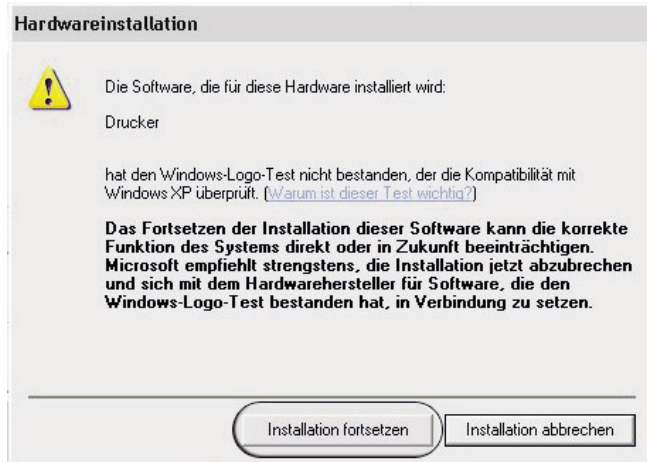 Hardwareinstallation
Die Software, die für diese Hardware installiert wird:
Drucker
hat den Windows-Logo-Test nicht bestanden, der die Kompatibilität mit
Windows XP überprüft. (Warum ist dieser Test wichtig?)
Das Fortsetzen der Installation dieser Software kann die korrekte
Funktion des Systems direkt oder in Zukunft beeinträchtigen.
Microsoft empfiehlt strengstens, die Installation jetzt abzubrechen
und sich mit dem Hardwarehersteller für Software, die den
Windows-Logo-Test bestanden hat, in Verbindung zu setzen.
Installation fortsetzen Installation abbrechen